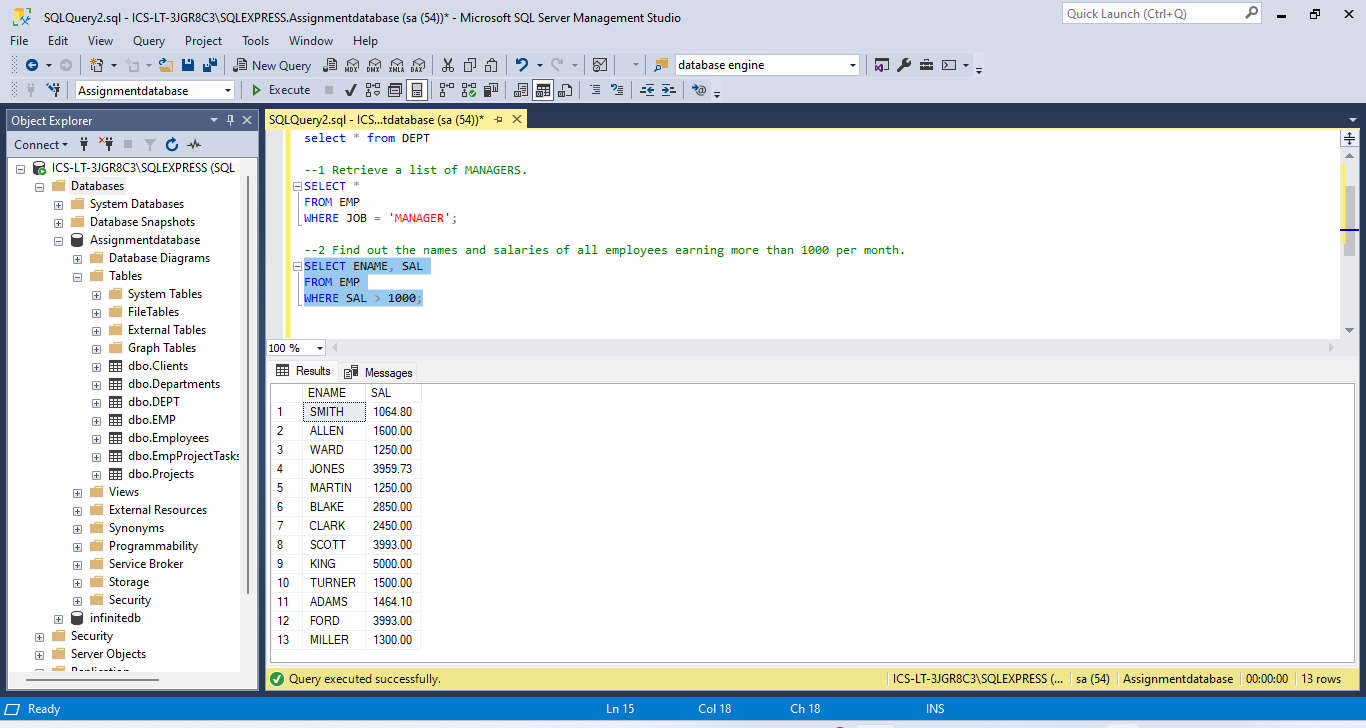 SQLQuery2.sql - ICS-LT-3JGR8C3\SQLEXPRESS.Assignmentdatabase (sa (54))* - Microsoft SQL Server Management Studio
Quick Launch (Ctrl+Q)
File Edit View Query Project Tools Window Help
New Query MDX DMX XMLA DAX database engine
Assignmentdatabase Execute
Object Explorer
Connect
ICS-LT-3JGR8C3\SQLEXPRESS (SQL
Databases
System Databases
Database Snapshots
Assignmentdatabase
Database Diagrams
Tables
System Tables
FileTables
External Tables
Graph Tables
dbo.Clients
dbo.Departments
dbo.DEPT
dbo.EMP
dbo.Employees
dbo.EmpProjectTasks
dbo.Projects
Views
External Resources
Synonyms
Programmability
Service Broker
Storage
Security
infinitedb
Security
Server Objects
SQLQuery2.sql - ICS...tdatabase (sa (54))*
select * from DEPT
--1 Retrieve a list of MANAGERS.
SELECT *
FROM EMP
WHERE JOB = 'MANAGER';
--2 Find out the names and salaries of all employees earning more than 1000 per month.
SELECT ENAME, SAL
FROM EMP
WHERE SAL > 1000;
100 %
Results Messages
ENAME SAL
1 SMITH 1064.80
2 ALLEN 1600.00
3 WARD 1250.00
4 JONES 3959.73
5 MARTIN 1250.00
6 BLAKE 2850.00
7 CLARK 2450.00
8 SCOTT 3993.00
9 KING 5000.00
10 TURNER 1500.00
11 ADAMS 1464.10
12 FORD 3993.00
13 MILLER 1300.00
Query executed successfully. ICS-LT-3JGR8C3\SQLEXPRESS (... sa (54) Assignmentdatabase 00:00:00 13 rows
Ready Ln 15 Col 18 Ch 18 INS